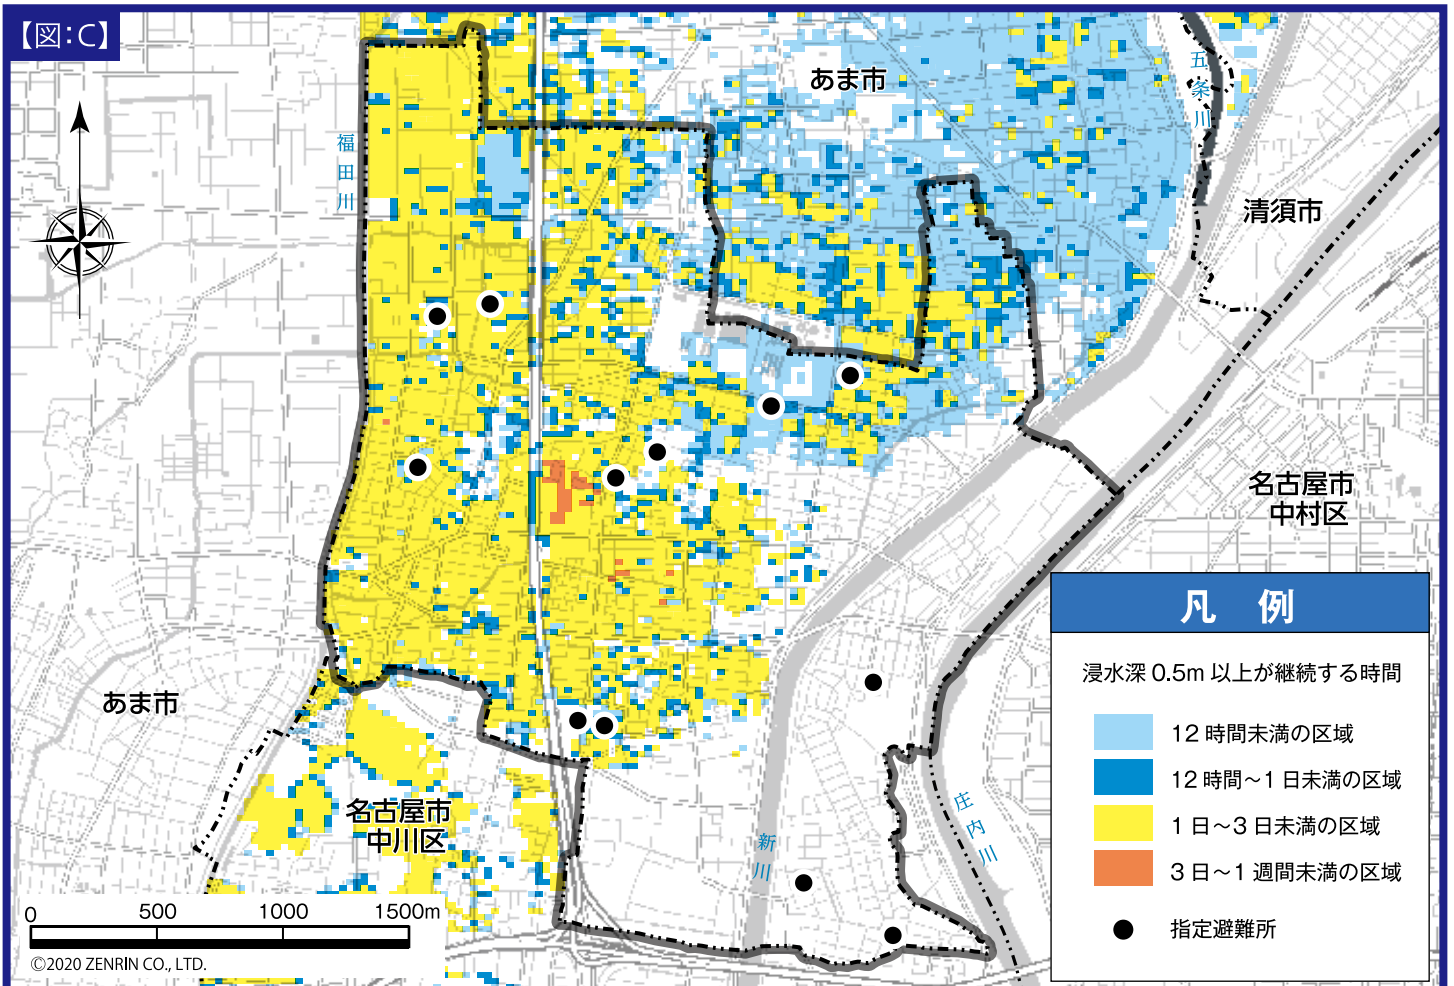 【図:C】
あま市
五条川
福田川
清須市
名古屋市
中村区
あま市
名古屋市
中川区
新川
庄内川
凡 例
浸水深 0.5m 以上が継続する時間
12 時間未満の区域
12 時間～1 日未満の区域
1 日～3 日未満の区域
3 日～1 週間未満の区域
指定避難所
0 500 1000 1500m
©2020 ZENRIN CO., LTD.